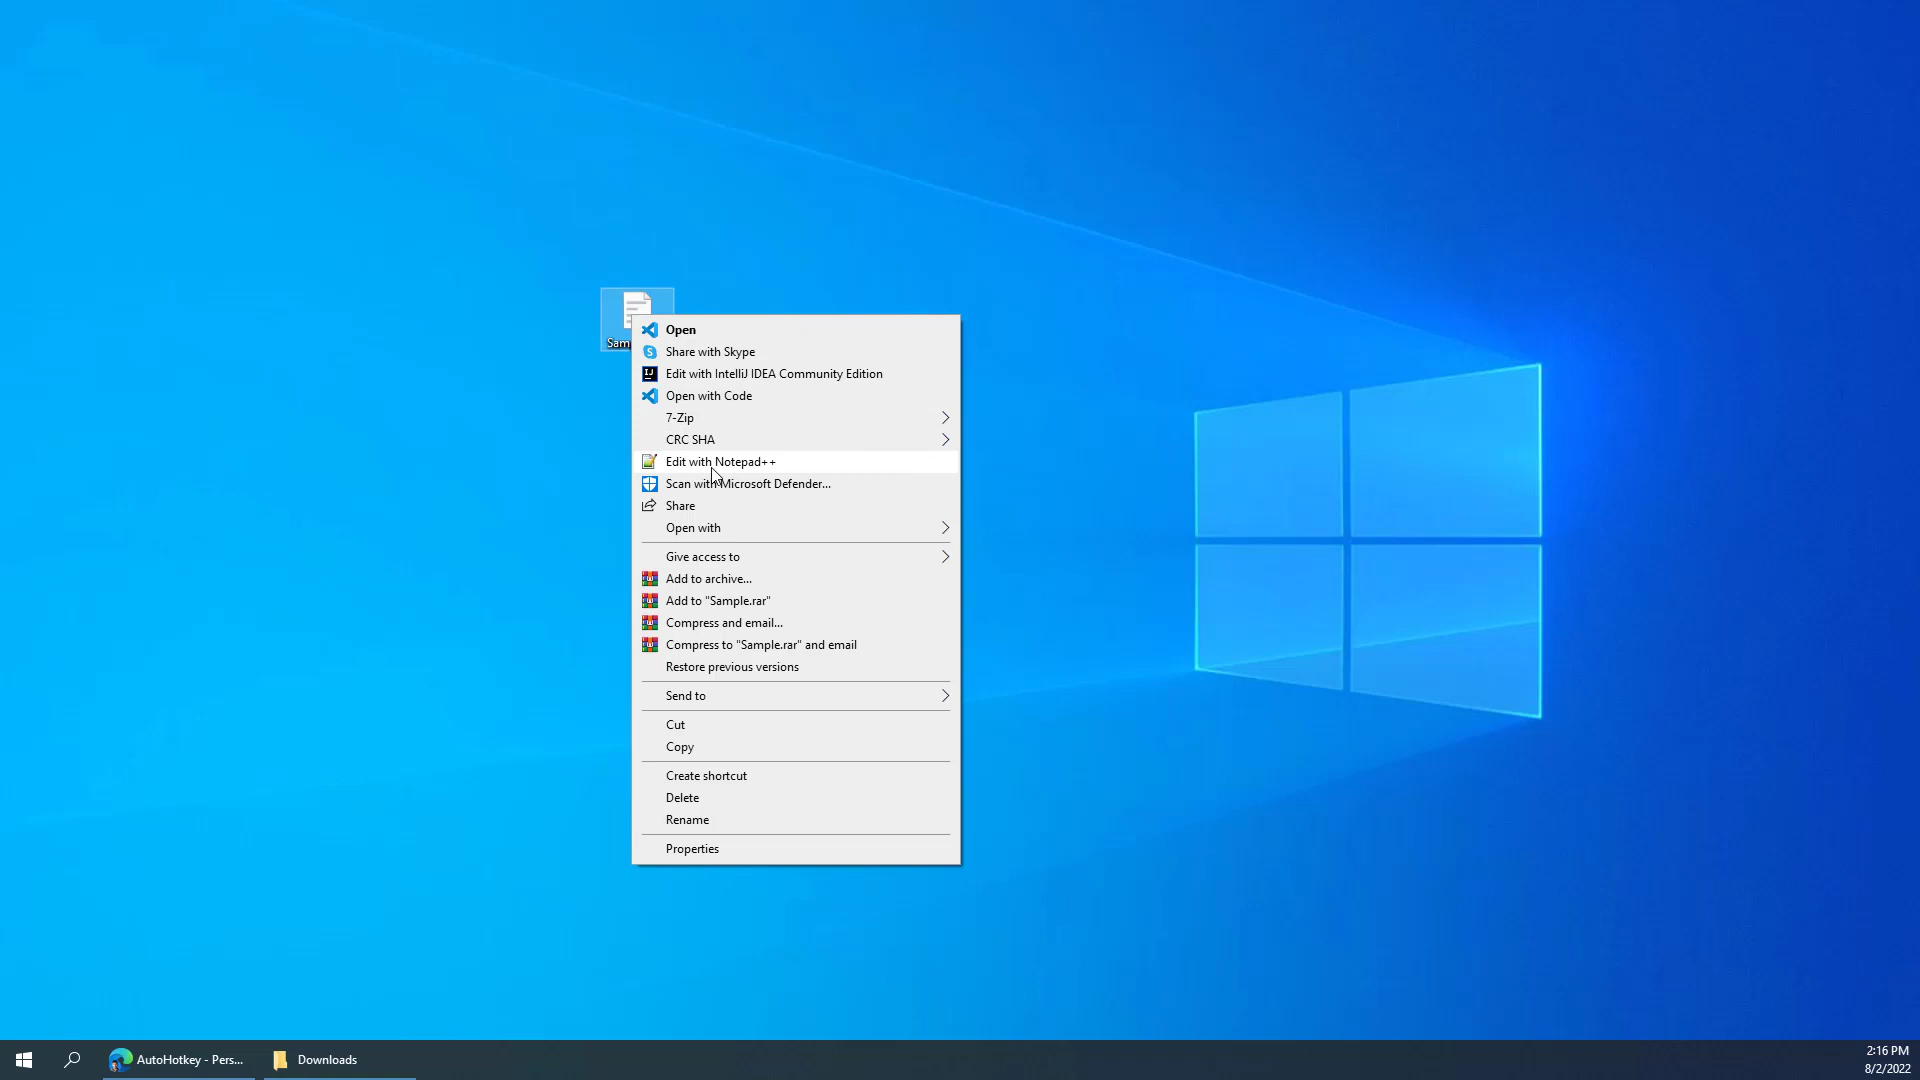 Sam
Open
Share with Skype
Edit with IntelliJ IDEA Community Edition
Open with Code
7-Zip
CRC SHA
Edit with Notepad++
Scan with Microsoft Defender...
Share
Open with
Give access to
Add to archive...
Add to "Sample.rar"
Compress and email...
Compress to "Sample.rar" and email
Restore previous versions
Send to
Cut
Copy
Create shortcut
Delete
Rename
Properties
AutoHotkey - Pers...
Downloads
2:16 PM
8/2/2022